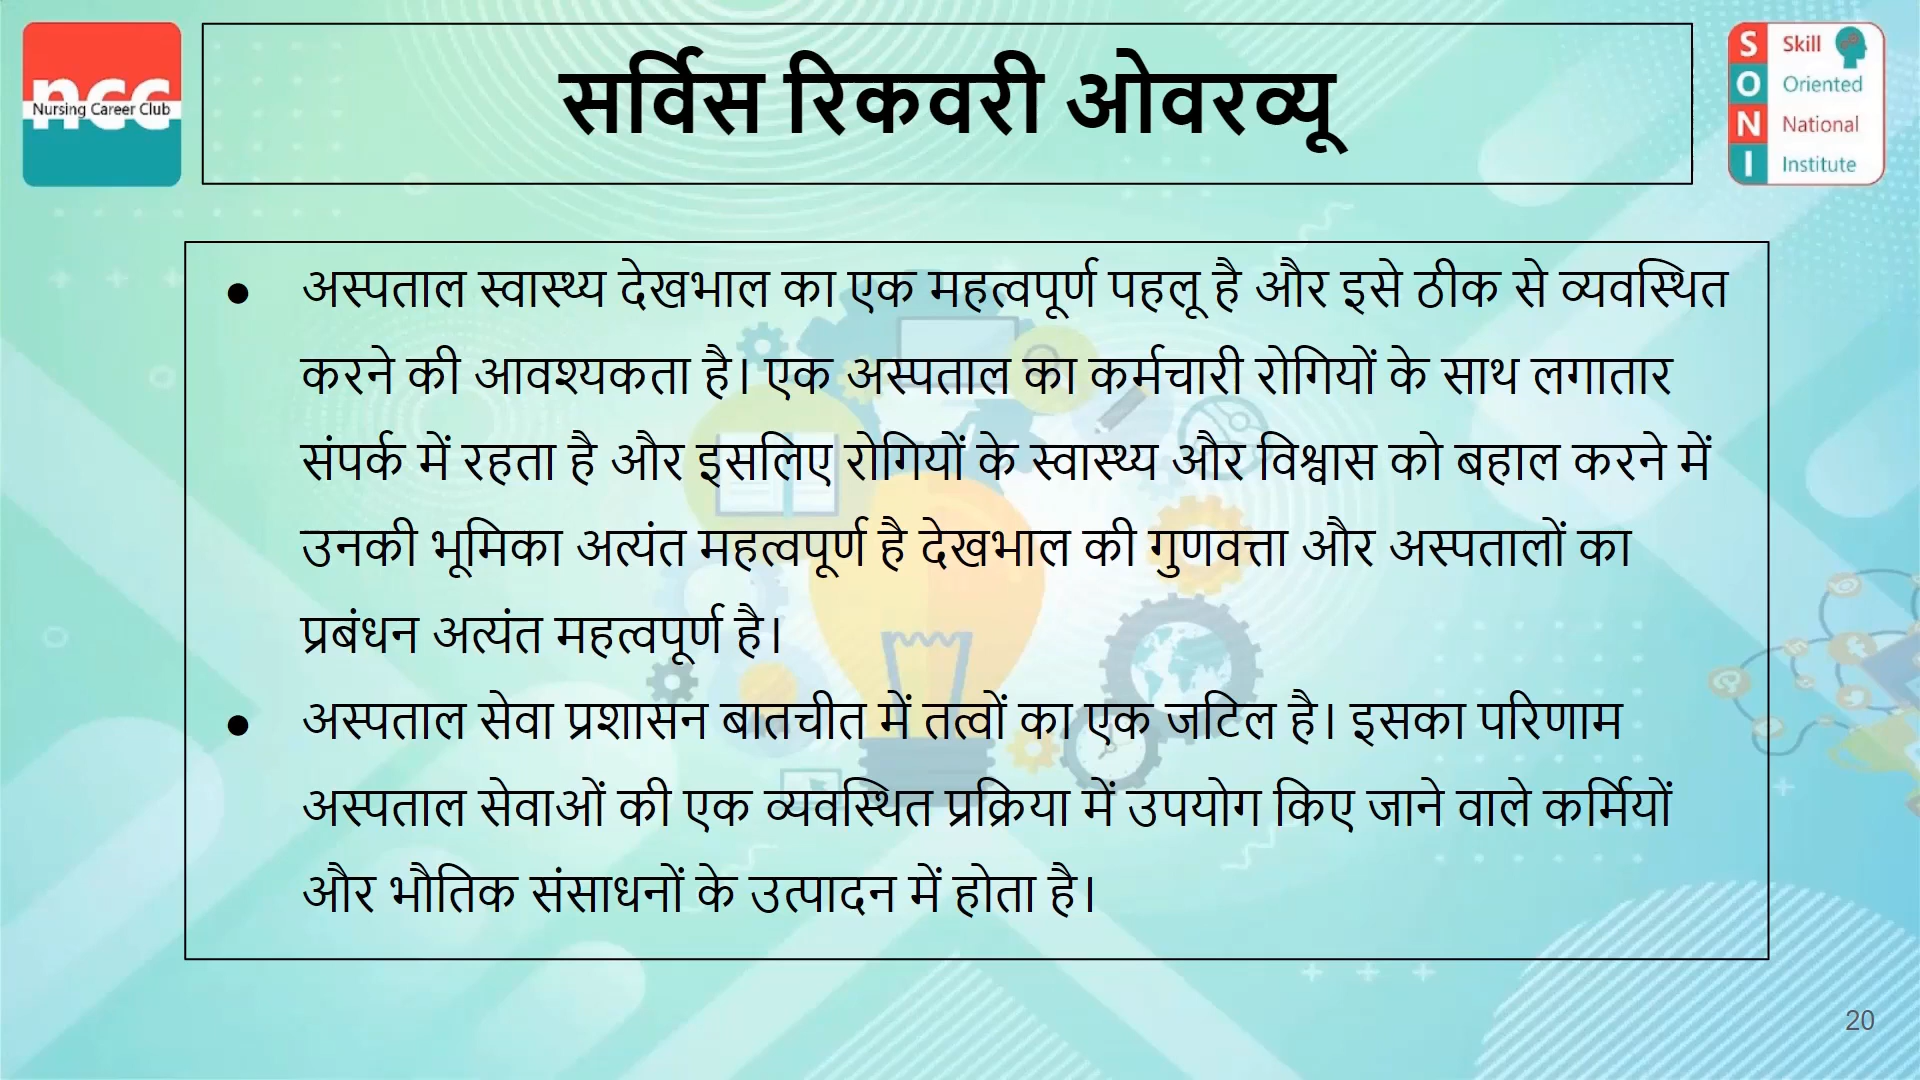 ncc
Nursing Career Club
सर्विस रिकवरी ओवरव्यू
S Skill
O Oriented
N National
I Institute
● अस्पताल स्वास्थ्य देखभाल का एक महत्वपूर्ण पहलू है और इसे ठीक से व्यवस्थित
करने की आवश्यकता है। एक अस्पताल का कर्मचारी रोगियों के साथ लगातार
संपर्क में रहता है और इसलिए रोगियों के स्वास्थ्य और विश्वास को बहाल करने में
उनकी भूमिका अत्यंत महत्वपूर्ण है देखभाल की गुणवत्ता और अस्पतालों का
प्रबंधन अत्यंत महत्वपूर्ण है।
● अस्पताल सेवा प्रशासन बातचीत में तत्वों का एक जटिल है। इसका परिणाम
अस्पताल सेवाओं की एक व्यवस्थित प्रक्रिया में उपयोग किए जाने वाले कर्मियों
और भौतिक संसाधनों के उत्पादन में होता है।
20